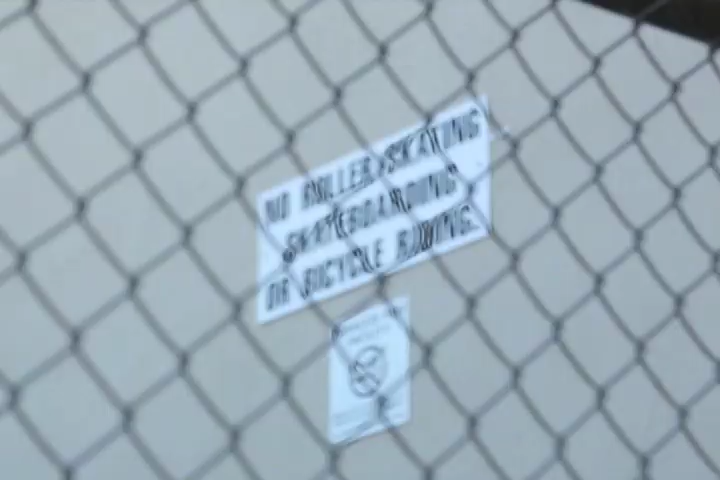 NO ROLLER SKATING
SKATEBOARDING
OR BICYCLE RIDING.